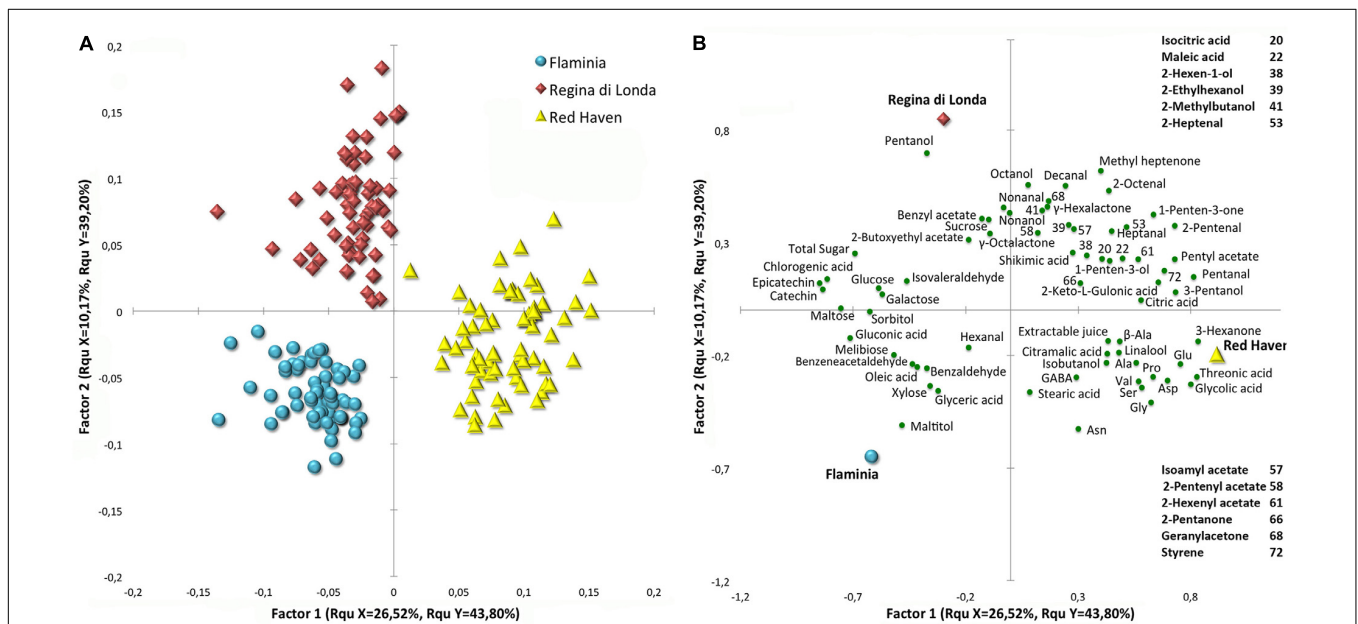 A
Factor 2 (Rqu X=10,17%, Rqu Y=39,20%)
0,2
0,15
0,1
0,05
0
-0,05
-0,1
-0,15
-0,2
-0,2
-0,15
-0,1
-0,05
0
0,05
0,1
0,15
0,2
Factor 1 (Rqu X=26,52%, Rqu Y=43,80%)
Flaminia
Regina di Londa
Red Haven
B
Factor 2 (Rqu X=10,17%, Rqu Y=39,20%)
0,8
0,3
-0,2
-0,7
-1,2
-1,2
-0,7
-0,2
0,3
0,8
Factor 1 (Rqu X=26,52%, Rqu Y=43,80%)
Isocitric acid 20
Maleic acid 22
2-Hexen-1-ol 38
2-Ethylhexanol 39
2-Methylbutanol 41
2-Heptenal 53
Regina di Londa
Pentanol
Methyl heptenone
Octanol
Decanal
2-Octenal
Nonanal
68
41
γ-Hexalactone
1-Penten-3-one
Benzyl acetate
Nonanol
39
57
53
Heptanal
2-Pentenal
Sucrose
58
2-Butoxyethyl acetate
γ-Octalactone
38
20
22
61
Total Sugar
Shikimic acid
Pentyl acetate
Chlorogenic acid
1-Penten-3-ol
72
Pentanal
Epicatechin
Glucose
Isovaleraldehyde
66
Catechin
2-Keto-L-Gulonic acid
3-Pentanol
Galactose
Citric acid
Maltose
Sorbitol
Gluconic acid
Hexanal
Extractable juice
β-Ala
3-Hexanone
Red Haven
Melibiose
Citramalic acid
Linalool
Glu
Benzeneacetaldehyde
Isobutanol
Ala
Pro
Threonic acid
Oleic acid
Benzaldehyde
GABA
Val
Asp
Glycolic acid
Xylose
Glyceric acid
Stearic acid
Ser
Gly
Maltitol
Asn
Flaminia
Isoamyl acetate 57
2-Pentenyl acetate 58
2-Hexenyl acetate 61
2-Pentanone 66
Geranylacetone 68
Styrene 72